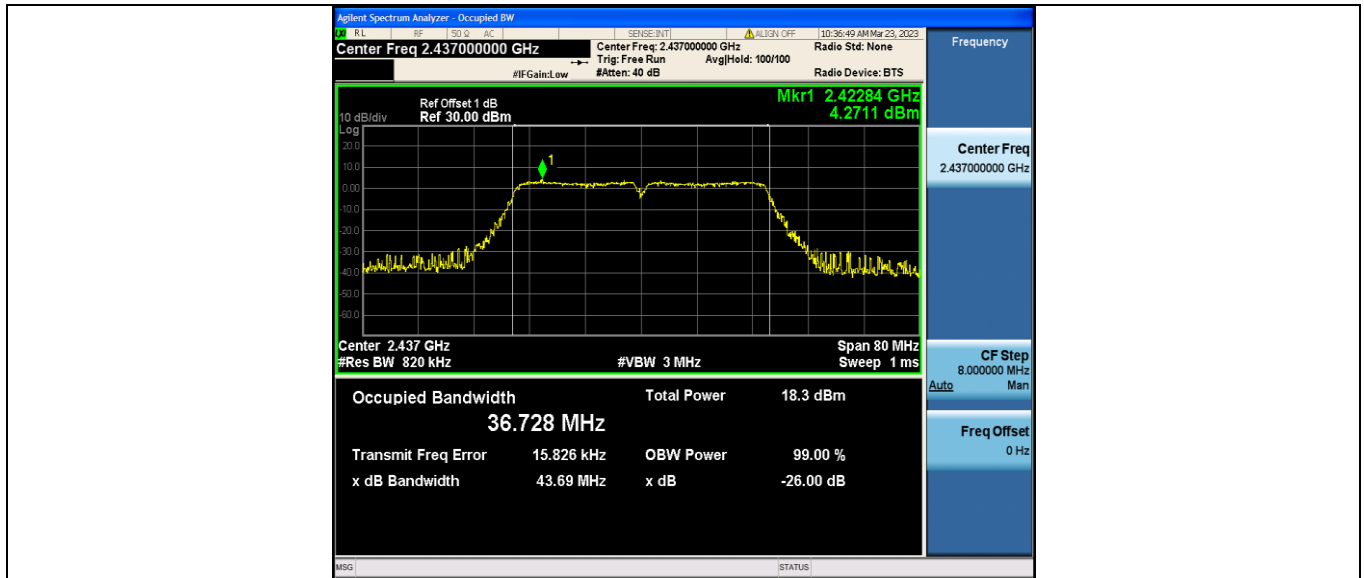 Agilent Spectrum Analyzer - Occupied BW
RL RF 50 Ω AC SENSE:INT ALIGN OFF 10:36:49 AM Mar 23, 2023
Center Freq 2.437000000 GHz
Center Freq: 2.437000000 GHz
Radio Std: None
Trig: Free Run Avg|Hold: 100/100
#IFGain:Low
#Atten: 40 dB
Radio Device: BTS
Ref Offset 1 dB
10 dB/div Ref 30.00 dBm
Mkr1 2.42284 GHz
4.2711 dBm
Log
20.0
10.0
0.00
-10.0
-20.0
-30.0
-40.0
-50.0
-60.0
1
Center 2.437 GHz Span 80 MHz
#Res BW 820 kHz #VBW 3 MHz Sweep 1 ms
Occupied Bandwidth Total Power 18.3 dBm
36.728 MHz
Transmit Freq Error 15.826 kHz OBW Power 99.00 %
x dB Bandwidth 43.69 MHz x dB -26.00 dB
MSG STATUS
Frequency
Center Freq
2.437000000 GHz
CF Step
8.000000 MHz
Auto Man
Freq Offset
0 Hz